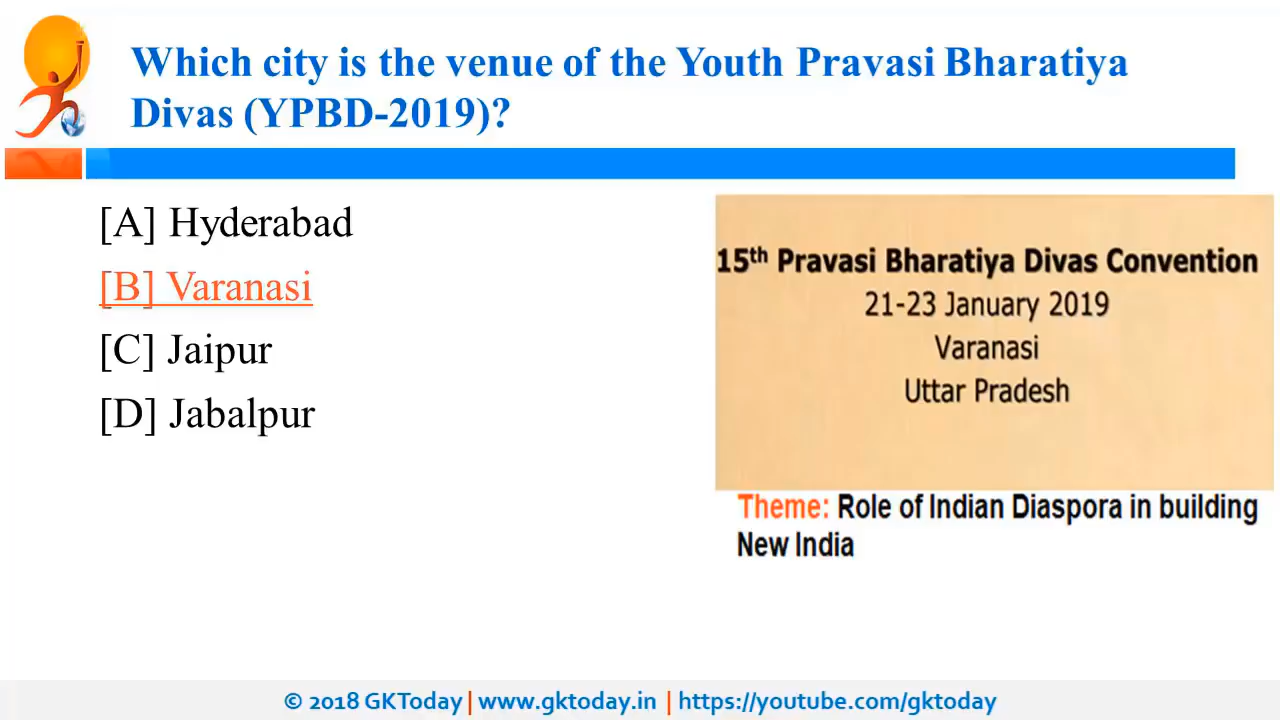 Which city is the venue of the Youth Pravasi Bharatiya
Divas (YPBD-2019)?
[A] Hyderabad
[B] Varanasi
[C] Jaipur
[D] Jabalpur
15th Pravasi Bharatiya Divas Convention
21-23 January 2019
Varanasi
Uttar Pradesh
Theme: Role of Indian Diaspora in building
New India
© 2018 GKToday | www.gktoday.in | https://youtube.com/gktoday